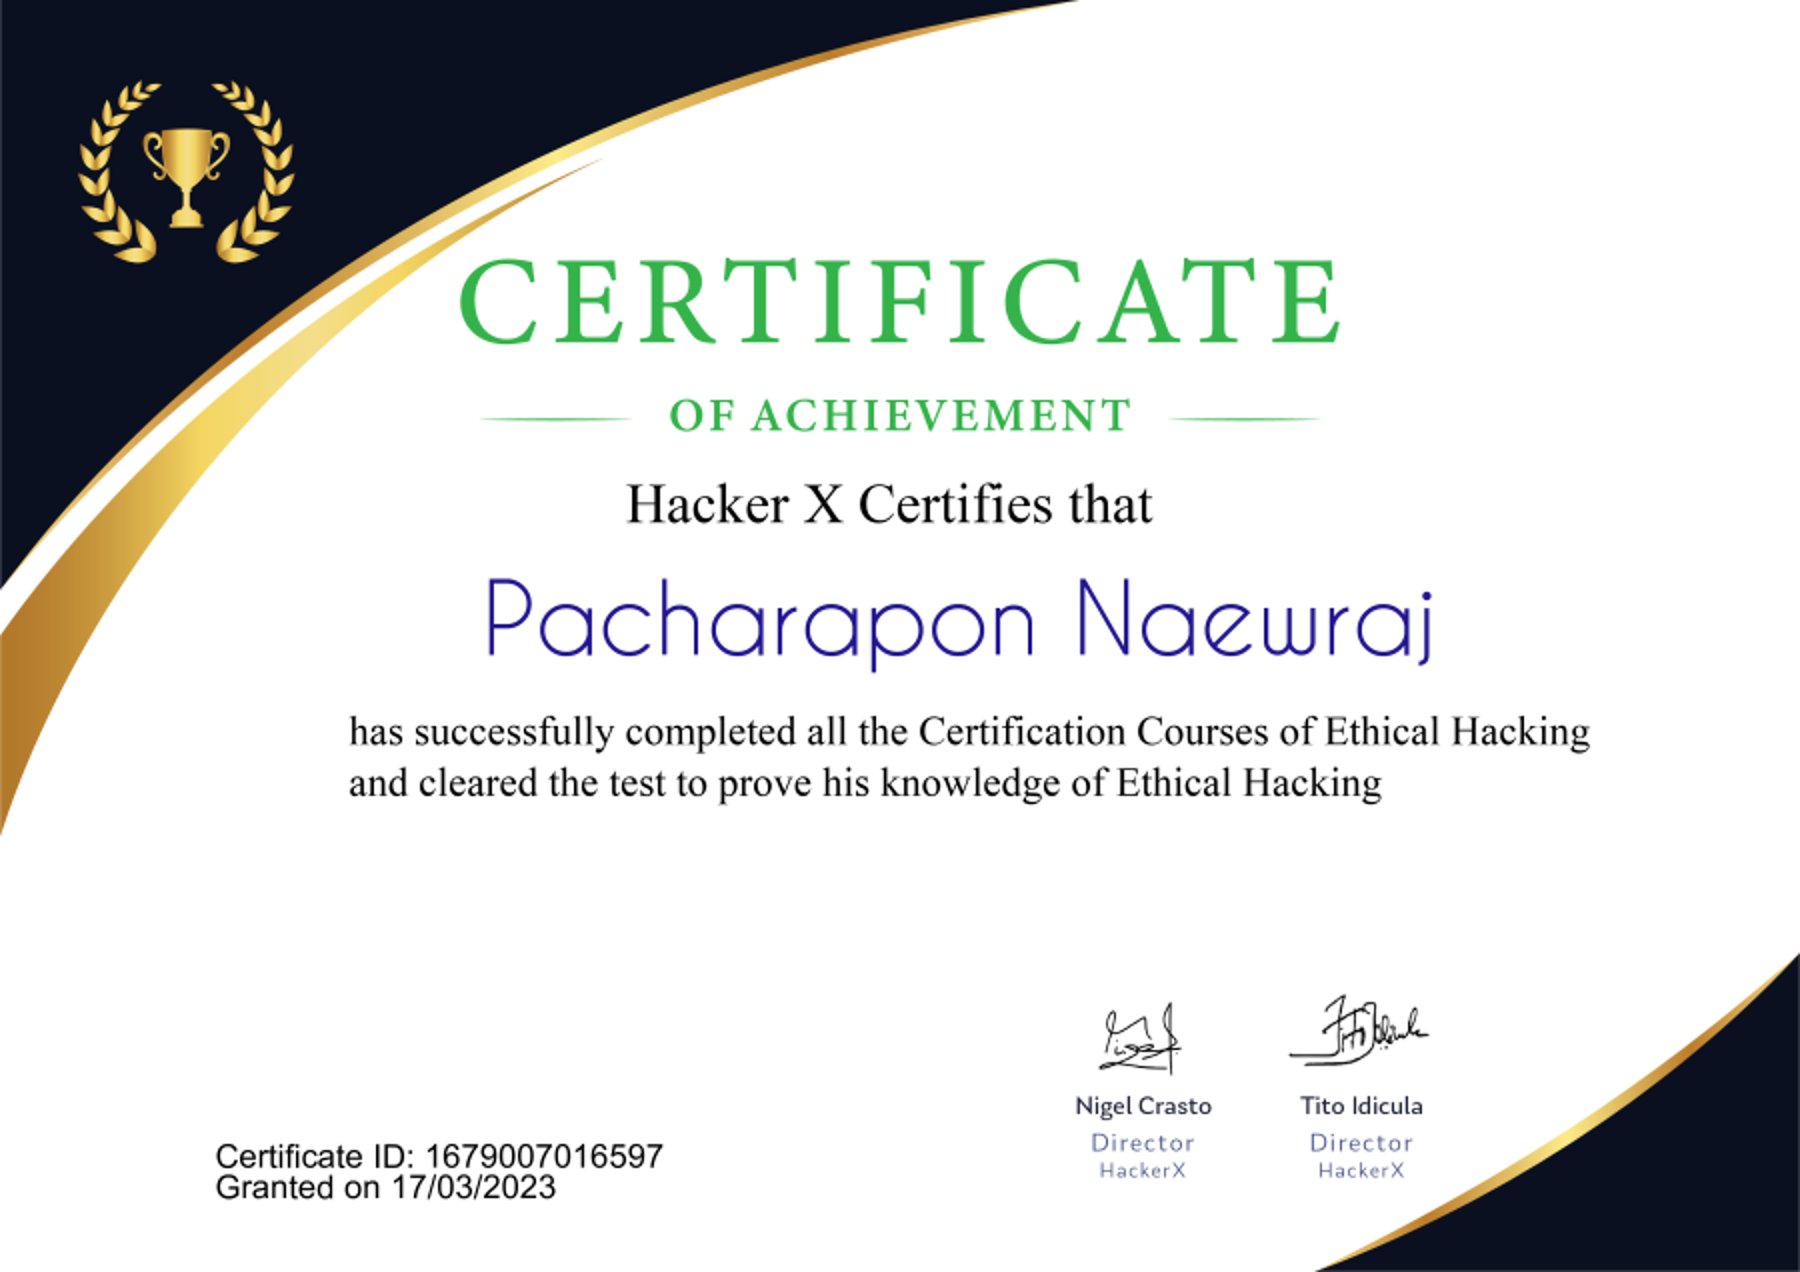 CERTIFICATE
OF ACHIEVEMENT
Hacker X Certifies that
Pacharapon Naewraj
has successfully completed all the Certification Courses of Ethical Hacking
and cleared the test to prove his knowledge of Ethical Hacking
Nigel Crasto
Director
HackerX
Tito Idicula
Director
HackerX
Certificate ID: 1679007016597
Granted on 17/03/2023